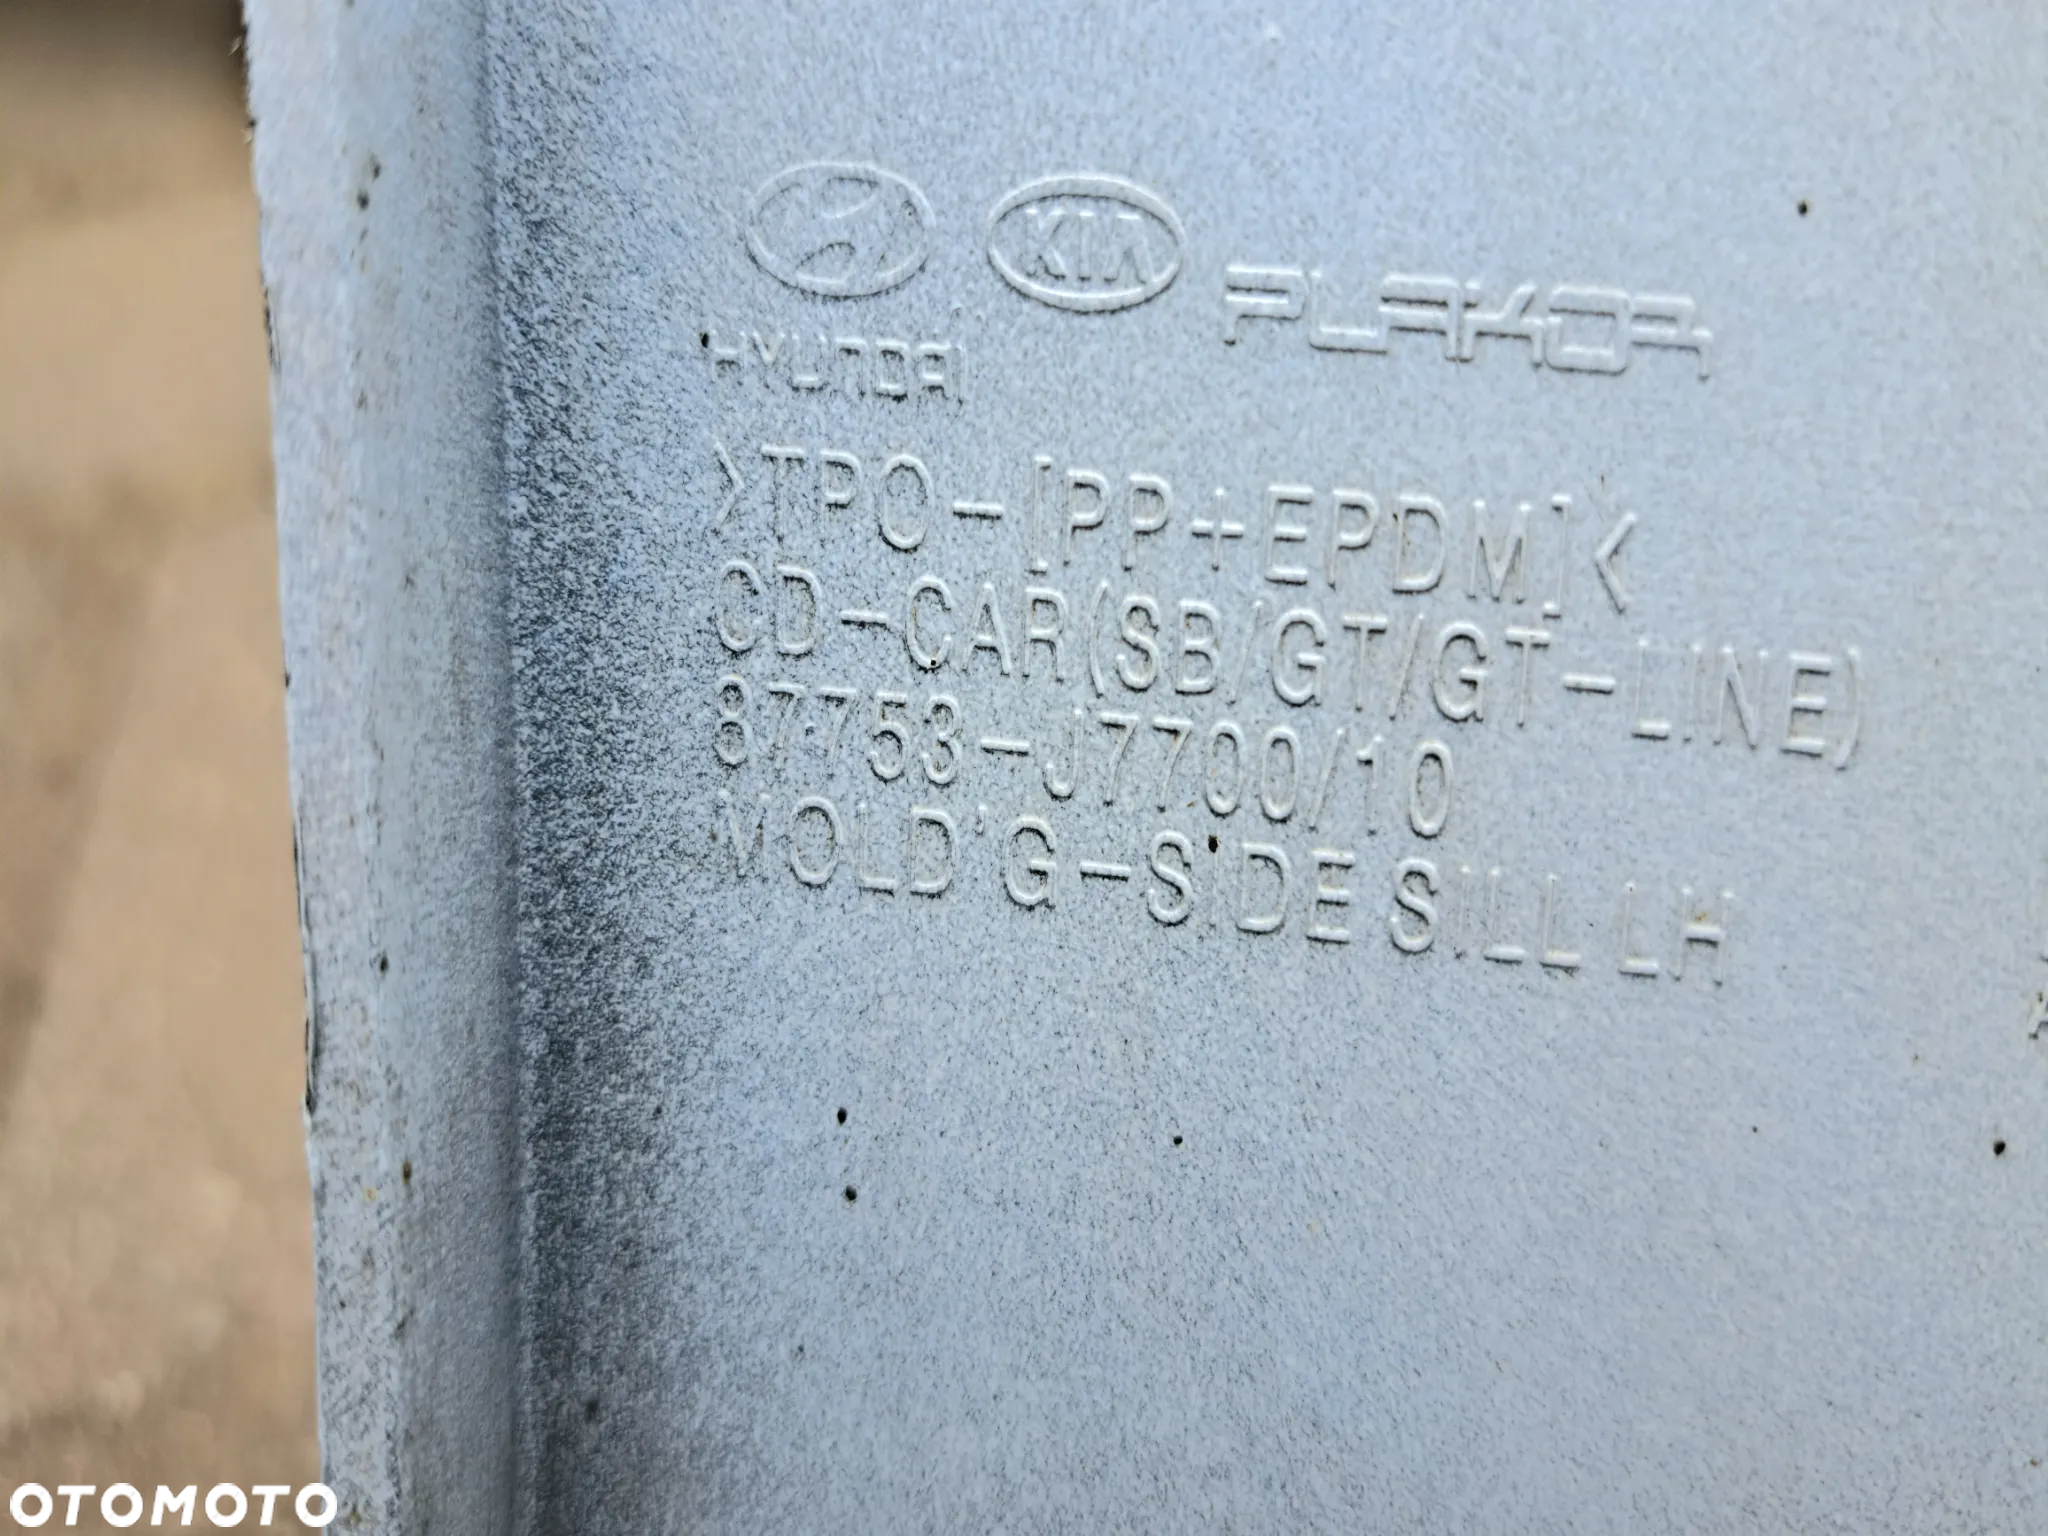 KIA PLAKOR
HYUNDAI
>TPO-[PP+EPDM]<
CD-CAR(SB/GT/GT-LINE)
87753-J7700/10
MOLD'G-SIDE SILL LH
OTOMOTO